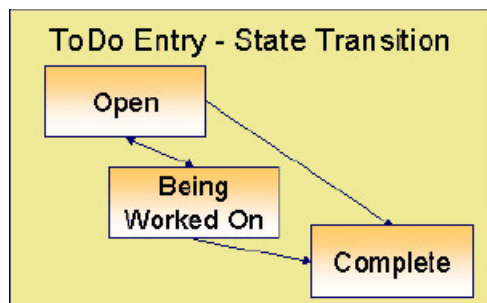 ToDo Entry - State Transition
Open
Being
Worked On
Complete